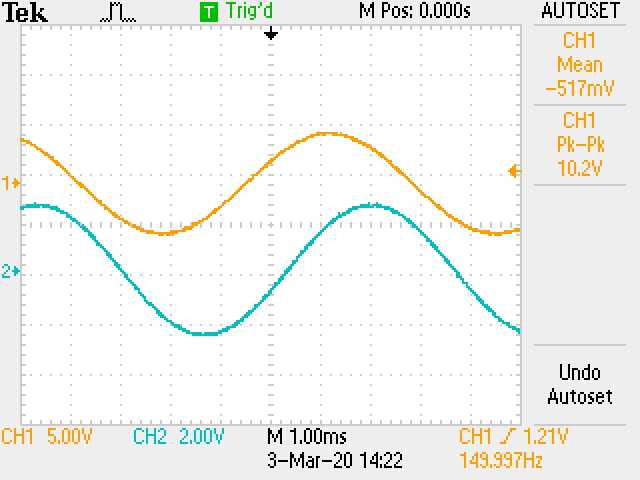 Tek T Trig'd M Pos: 0.000s AUTOSET
CH1
Mean
-517mV
CH1
Pk-Pk
10.2V
1
2
Undo
Autoset
CH1 5.00V CH2 2.00V M 1.00ms CH1 1.21V
3-Mar-20 14:22 149.997Hz